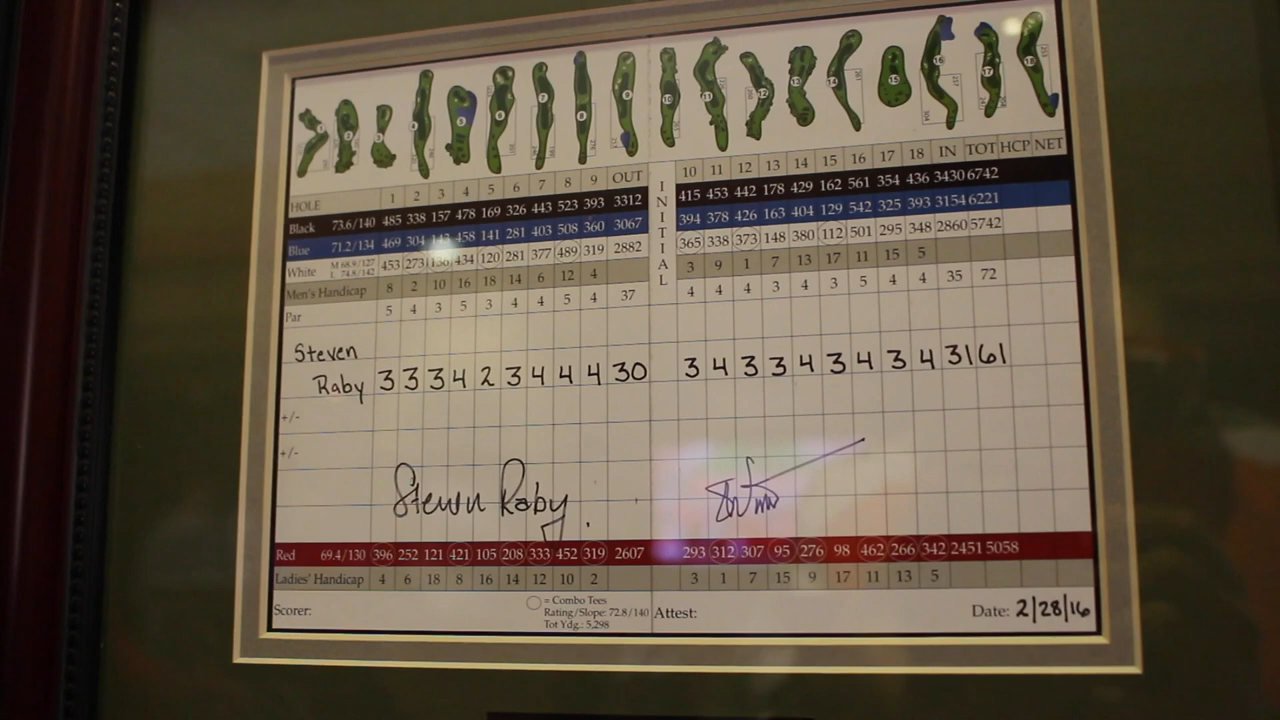 HOLE 1 2 3 4 5 6 7 8 9 OUT INITIAL 10 11 12 13 14 15 16 17 18 IN TOT HCP NET
Black 73.6/140 485 338 157 478 169 326 443 523 393 3312 415 453 442 178 429 162 561 354 436 3430 6742
Blue 71.2/134 469 304 143 458 141 281 403 508 360 3067 394 378 426 163 404 129 542 325 393 3154 6221
White M 68.9/127 L 74.8/142 453 273 136 434 120 281 377 489 319 2882 365 338 373 148 380 112 501 295 348 2860 5742
Men's Handicap 8 2 10 16 18 14 6 12 4 3 9 1 7 13 17 11 15 5
Par 5 4 3 5 3 4 4 5 4 37 4 4 4 3 4 3 5 4 4 35 72
Steven
Raby 3 3 3 4 2 3 4 4 4 30 3 4 3 3 4 3 4 3 4 31 61
+/-
+/-
Steven Raby
Red 69.4/130 396 252 121 421 105 208 333 452 319 2607 293 312 307 95 276 98 462 266 342 2451 5058
Ladies' Handicap 4 6 18 8 16 14 12 10 2 3 1 7 15 9 17 11 13 5
Scorer: = Combo Tees Attest: Date: 2/28/16
Rating/Slope: 72.8/140
Tot Ydg.: 5,298